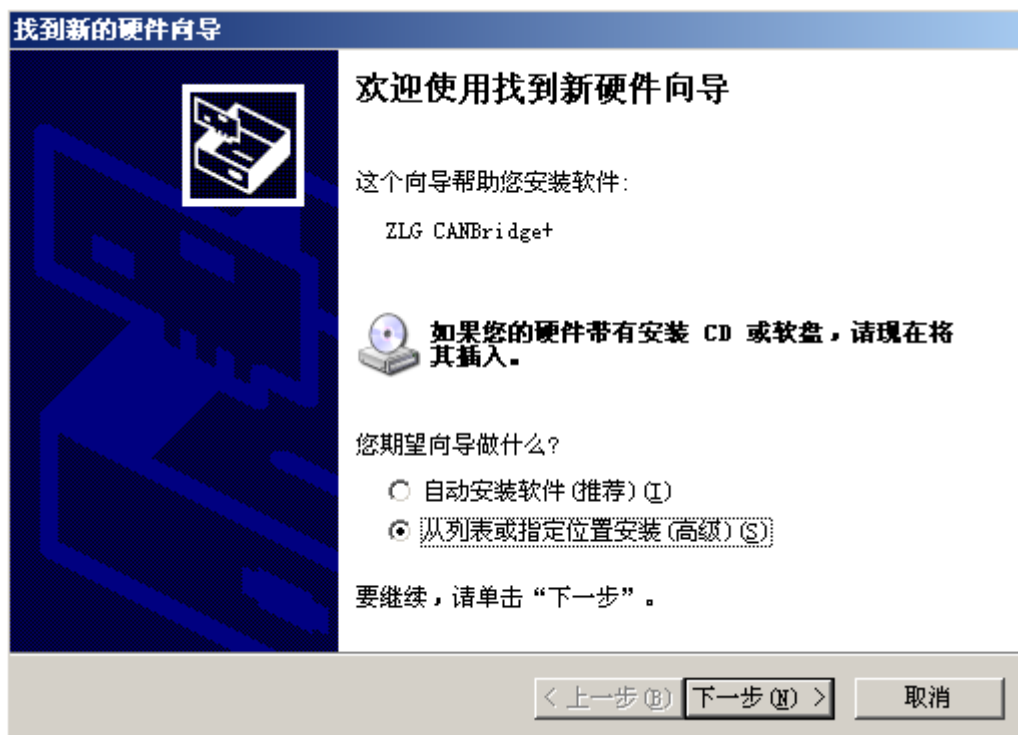 找到新的硬件向导
欢迎使用找到新硬件向导
这个向导帮助您安装软件:
ZLG CANBridge+
如果您的硬件带有安装 CD 或软盘，请现在将
其插入。
您期望向导做什么?
自动安装软件(推荐)(I)
从列表或指定位置安装(高级)(S)
要继续，请单击“下一步”。
< 上一步(B) 下一步(N) > 取消